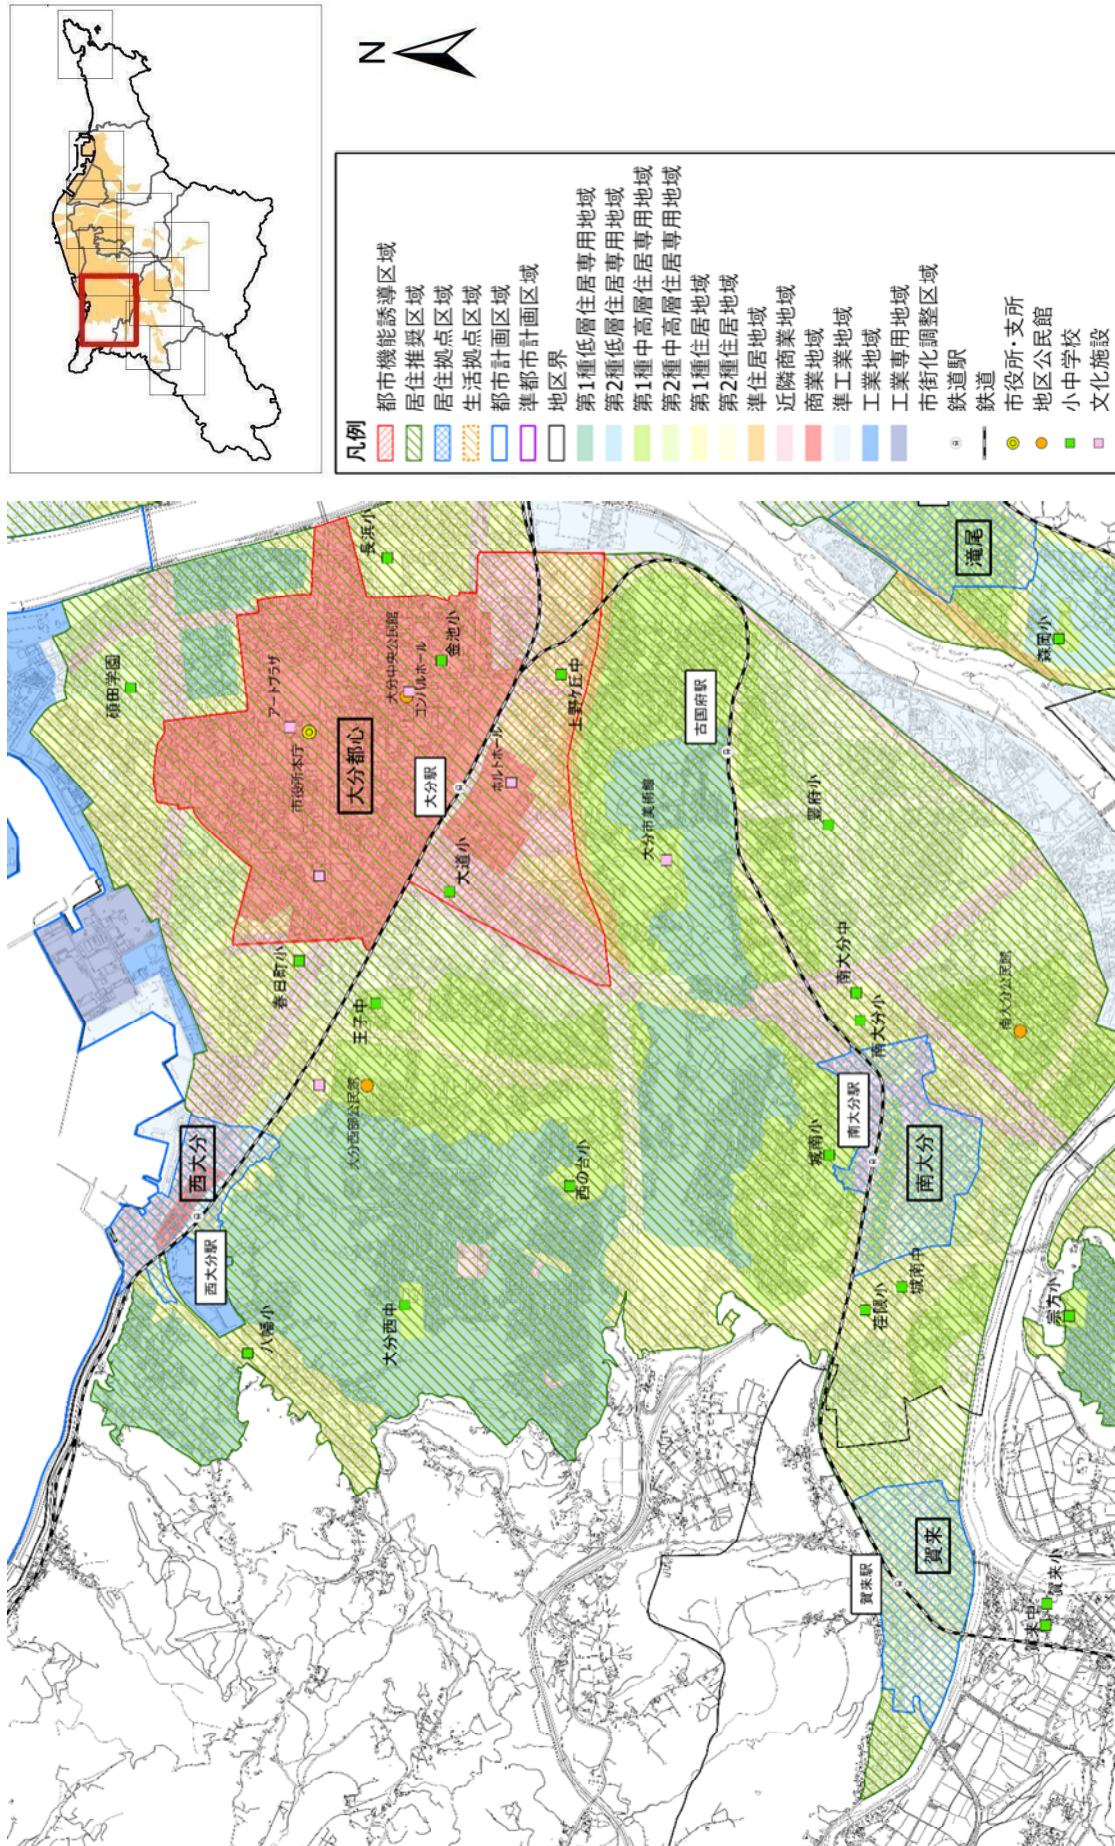 N
凡例
都市機能誘導区域
居住推奨区域
居住拠点区域
生活拠点区域
都市計画区域
準都市計画区域
地区界
第1種低層住居専用地域
第2種低層住居専用地域
第1種中高層住居専用地域
第2種中高層住居専用地域
第1種住居地域
第2種住居地域
準住居地域
近隣商業地域
商業地域
準工業地域
工業地域
工業専用地域
市街化調整区域
鉄道駅
鉄道
市役所・支所
地区公民館
小中学校
文化施設
西大分
西大分駅
八幡小
春日町小
王子中
大分西部公民館
大分西中
西の台小
碩田学園
アートプラザ
市役所本庁
大分都心
長浜小
大分中央公民館
コンパルホール
金池小
大分駅
ホルトホール
大道小
上野ヶ丘中
大分市美術館
古国府駅
豊府小
南大分中
南大分小
南大分公民館
城南小
南大分駅
南大分
荏隈小
城南中
宗方小
賀来駅
賀来
賀来中
賀来小
滝尾
森岡小